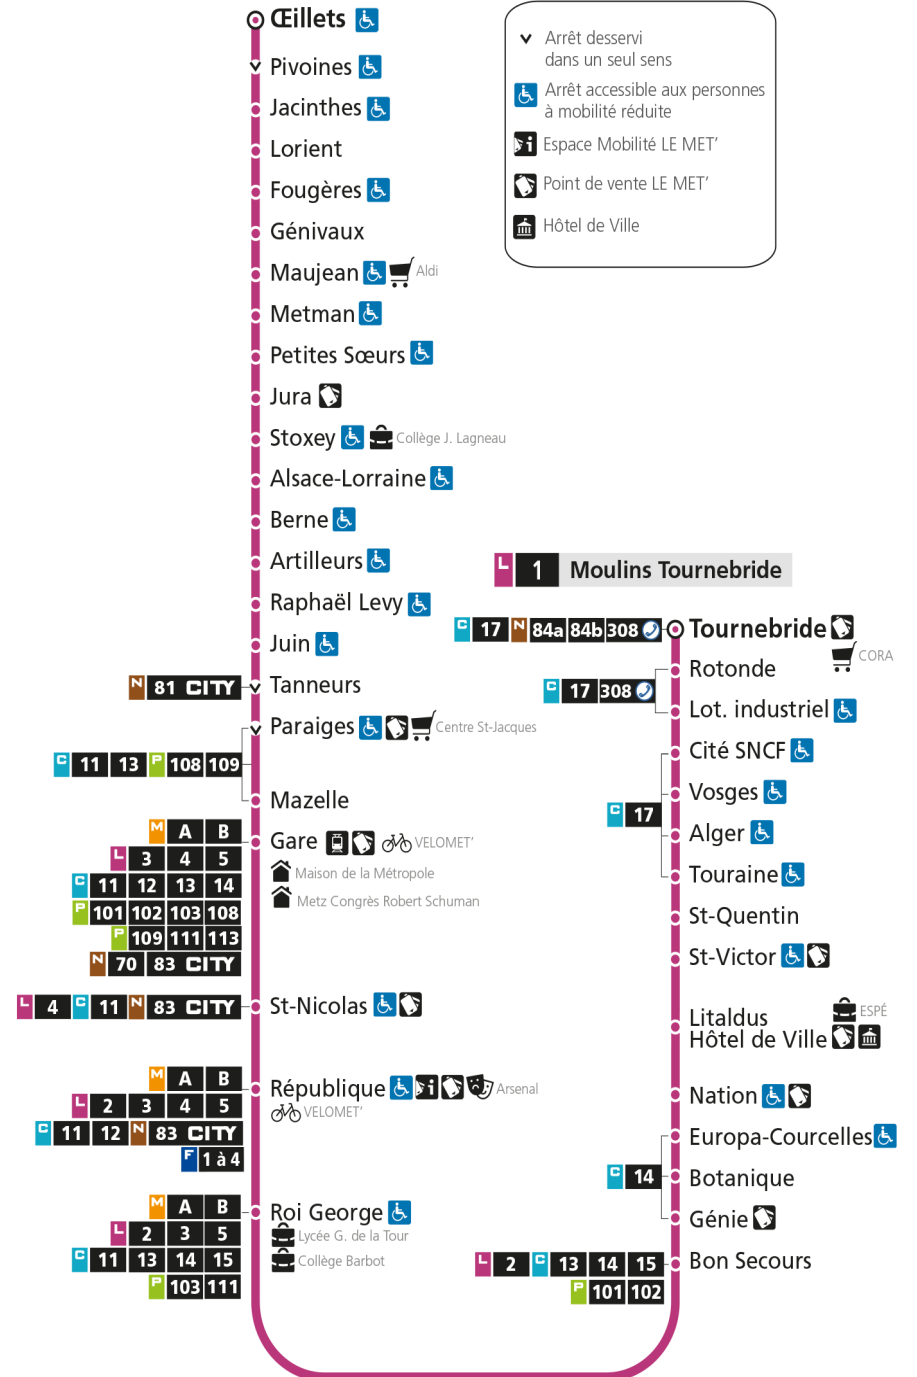 Œillets
Pivoines
Jacinthes
Lorient
Fougères
Génivaux
Maujean Aldi
Metman
Petites Sœurs
Jura
Stoxey Collège J. Lagneau
Alsace-Lorraine
Berne
Artilleurs
Raphaël Levy
Juin
N 81 CITY Tanneurs
Paraiges Centre St-Jacques
C 11 13 P 108 109
Mazelle
M A B
Gare VELOMET'
L 3 4 5
Maison de la Métropole
C 11 12 13 14
Metz Congrès Robert Schuman
P 101 102 103 108
P 109 111 113
N 70 83 CITY
L 4 C 11 N 83 CITY St-Nicolas
M A B
République Arsenal
L 2 3 4 5
VELOMET'
C 11 12 N 83 CITY
F 1 à 4
M A B
Roi George
L 2 3 5
Lycée G. de la Tour
C 11 13 14 15
Collège Barbot
P 103 111
Arrêt desservi
dans un seul sens
Arrêt accessible aux personnes
à mobilité réduite
Espace Mobilité LE MET'
Point de vente LE MET'
Hôtel de Ville
L 1 Moulins Tournebride
C 17 N 84a 84b 308 Tournebride
CORA
Rotonde
C 17 308
Lot. industriel
Cité SNCF
Vosges
C 17
Alger
Touraine
St-Quentin
St-Victor
Litaldus ESPÉ
Hôtel de Ville
Nation
Europa-Courcelles
C 14 Botanique
Génie
L 2 C 13 14 15 Bon Secours
P 101 102